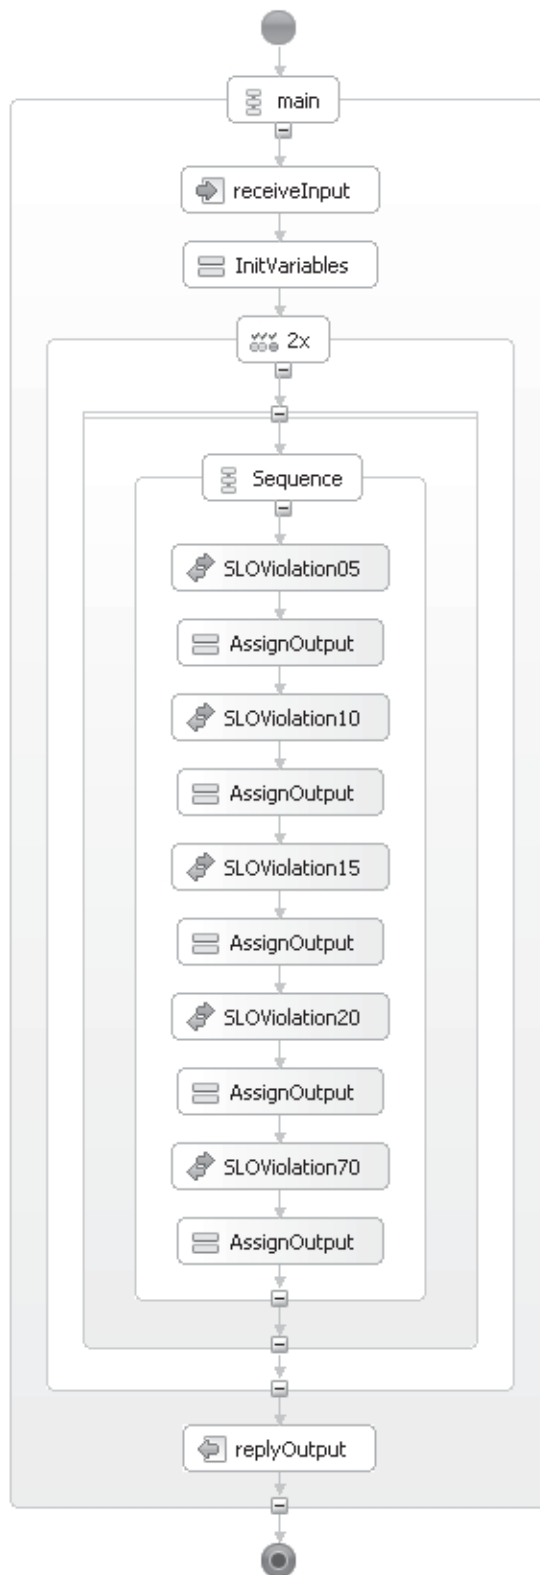 main
receiveInput
InitVariables
2x
Sequence
SLOViolation05
AssignOutput
SLOViolation10
AssignOutput
SLOViolation15
AssignOutput
SLOViolation20
AssignOutput
SLOViolation70
AssignOutput
replyOutput